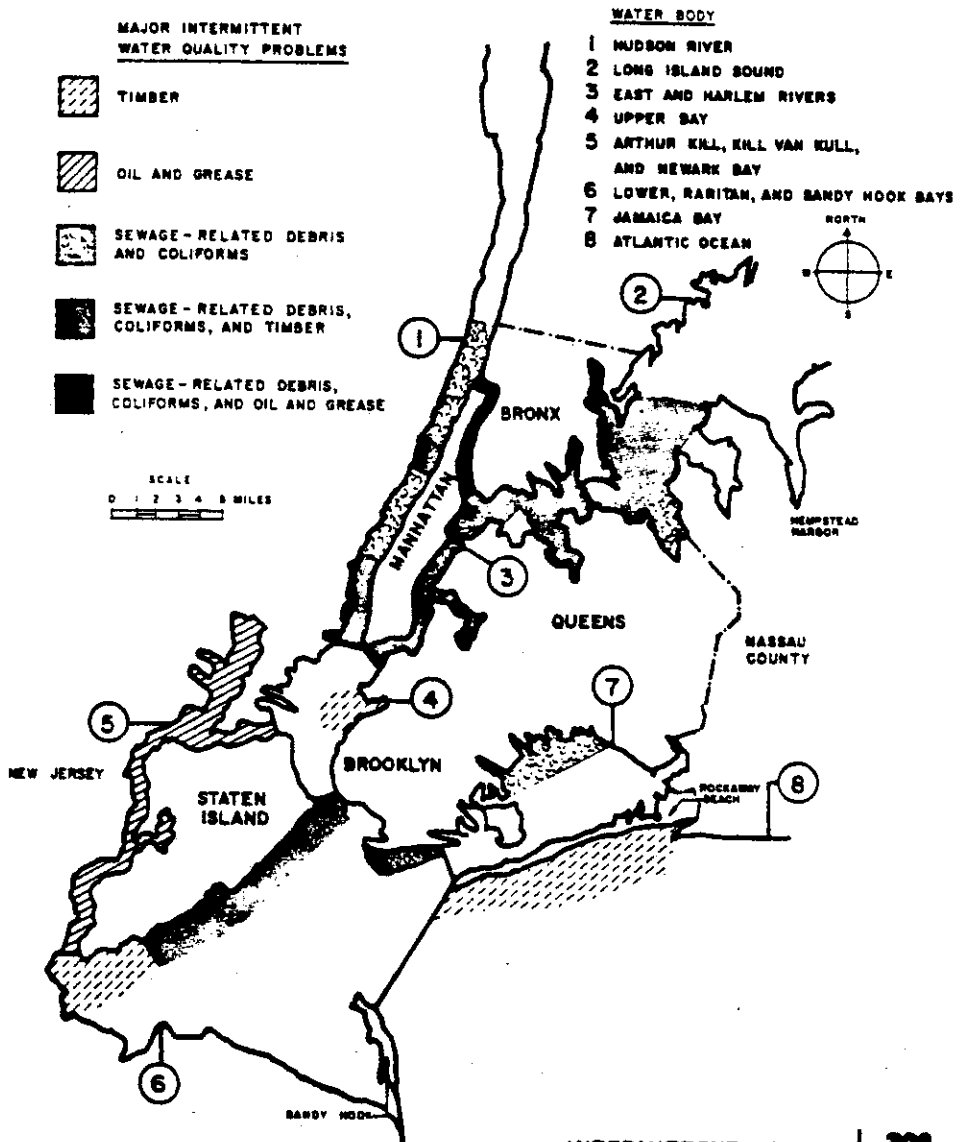 MAJOR INTERMITTENT
WATER QUALITY PROBLEMS
TIMBER
OIL AND GREASE
SEWAGE-RELATED DEBRIS
AND COLIFORMS
SEWAGE-RELATED DEBRIS,
COLIFORMS, AND TIMBER
SEWAGE-RELATED DEBRIS,
COLIFORMS, AND OIL AND GREASE
SCALE
0 1 2 3 4 5 MILES
WATER BODY
1 HUDSON RIVER
2 LONG ISLAND SOUND
3 EAST AND HARLEM RIVERS
4 UPPER BAY
5 ARTHUR KILL, KILL VAN KULL,
AND NEWARK BAY
6 LOWER, RARITAN, AND SANDY HOOK BAYS
7 JAMAICA BAY
8 ATLANTIC OCEAN
NORTH
W E
S
2
1
BRONX
MANHATTAN
HEMPSTEAD
HARBOR
3
QUEENS
NASSAU
COUNTY
7
4
5
NEW JERSEY
BROOKLYN
STATEN
ISLAND
ROCKAWAY
BEACH
8
6
SANDY HOOK